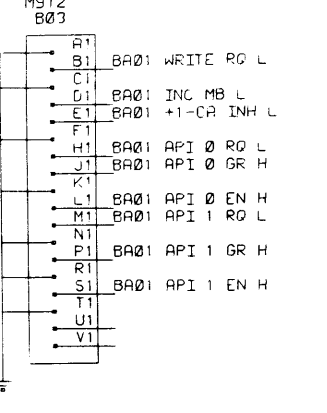 M912
B03
A1
B1 BA01 WRITE RQ L
C1
D1 BA01 INC MB L
E1 BA01 +1-CA INH L
F1
H1 BA01 API 0 RQ L
J1 BA01 API 0 GR H
K1
L1 BA01 API 0 EN H
M1 BA01 API 1 RQ L
N1
P1 BA01 API 1 GR H
R1
S1 BA01 API 1 EN H
T1
U1
V1